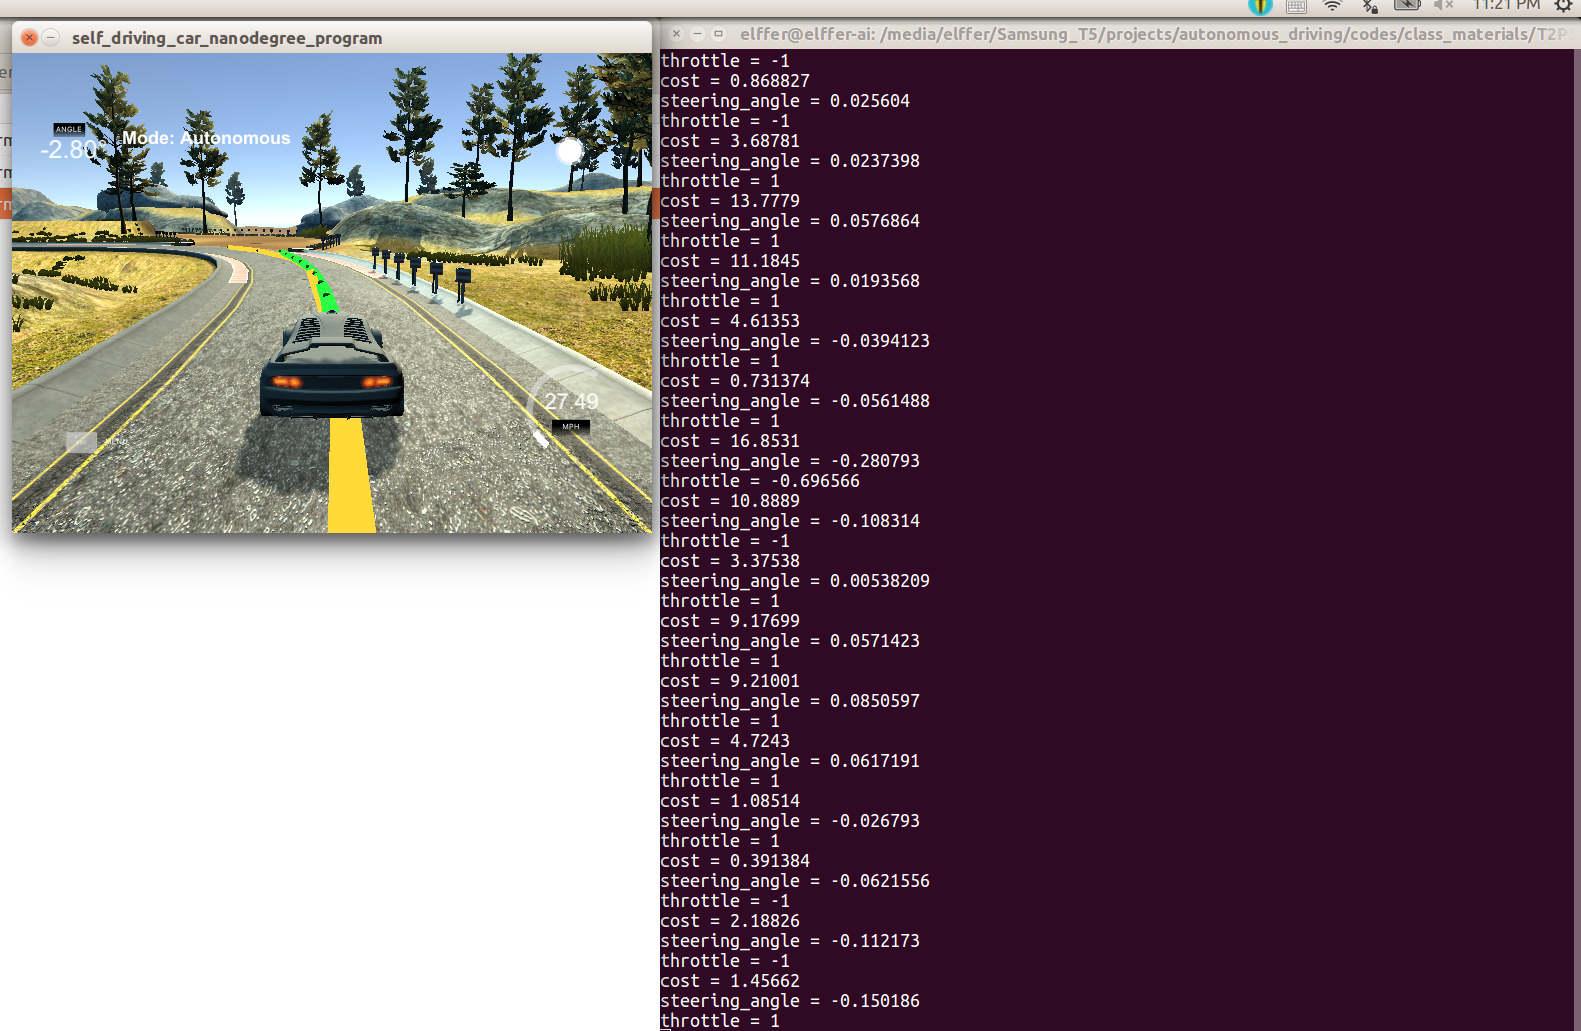 11:21 PM
self_driving_car_nanodegree_program
ANGLE
-2.80°
Mode: Autonomous
27.49
MPH
MENU
elffer@elffer-ai: /media/elffer/Samsung_T5/projects/autonomous_driving/codes/class_materials/T2P
throttle = -1
cost = 0.868827
steering_angle = 0.025604
throttle = -1
cost = 3.68781
steering_angle = 0.0237398
throttle = 1
cost = 13.7779
steering_angle = 0.0576864
throttle = 1
cost = 11.1845
steering_angle = 0.0193568
throttle = 1
cost = 4.61353
steering_angle = -0.0394123
throttle = 1
cost = 0.731374
steering_angle = -0.0561488
throttle = 1
cost = 16.8531
steering_angle = -0.280793
throttle = -0.696566
cost = 10.8889
steering_angle = -0.108314
throttle = -1
cost = 3.37538
steering_angle = 0.00538209
throttle = 1
cost = 9.17699
steering_angle = 0.0571423
throttle = 1
cost = 9.21001
steering_angle = 0.0850597
throttle = 1
cost = 4.7243
steering_angle = 0.0617191
throttle = 1
cost = 1.08514
steering_angle = -0.026793
throttle = 1
cost = 0.391384
steering_angle = -0.0621556
throttle = -1
cost = 2.18826
steering_angle = -0.112173
throttle = -1
cost = 1.45662
steering_angle = -0.150186
throttle = 1